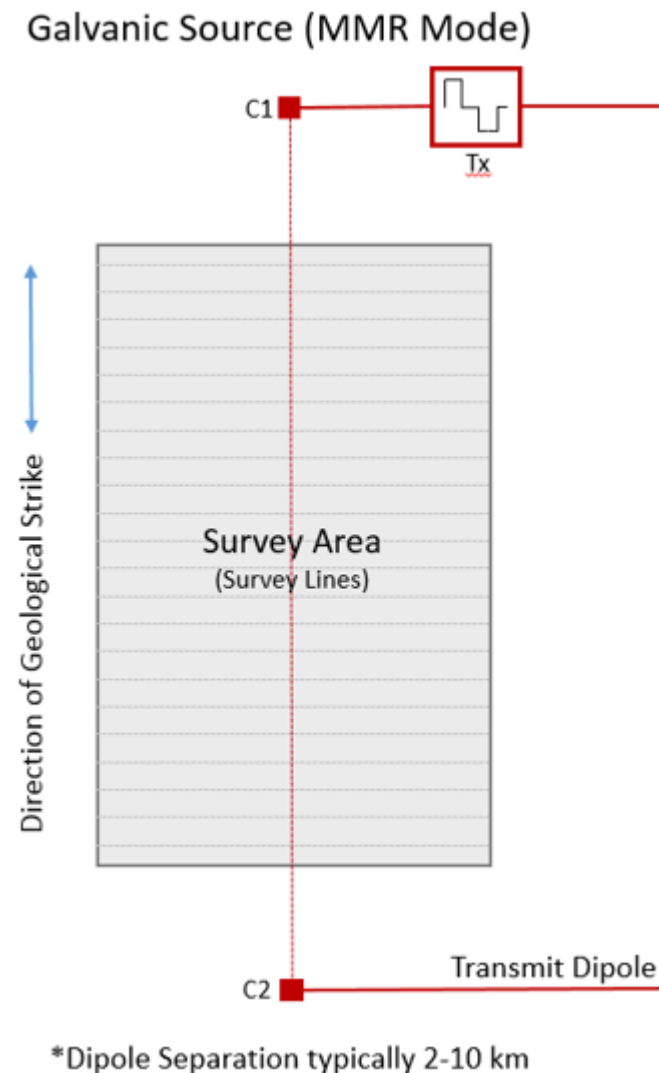 Galvanic Source (MMR Mode)
C1
Tx
Direction of Geological Strike
Survey Area
(Survey Lines)
Transmit Dipole
C2
*Dipole Separation typically 2-10 km